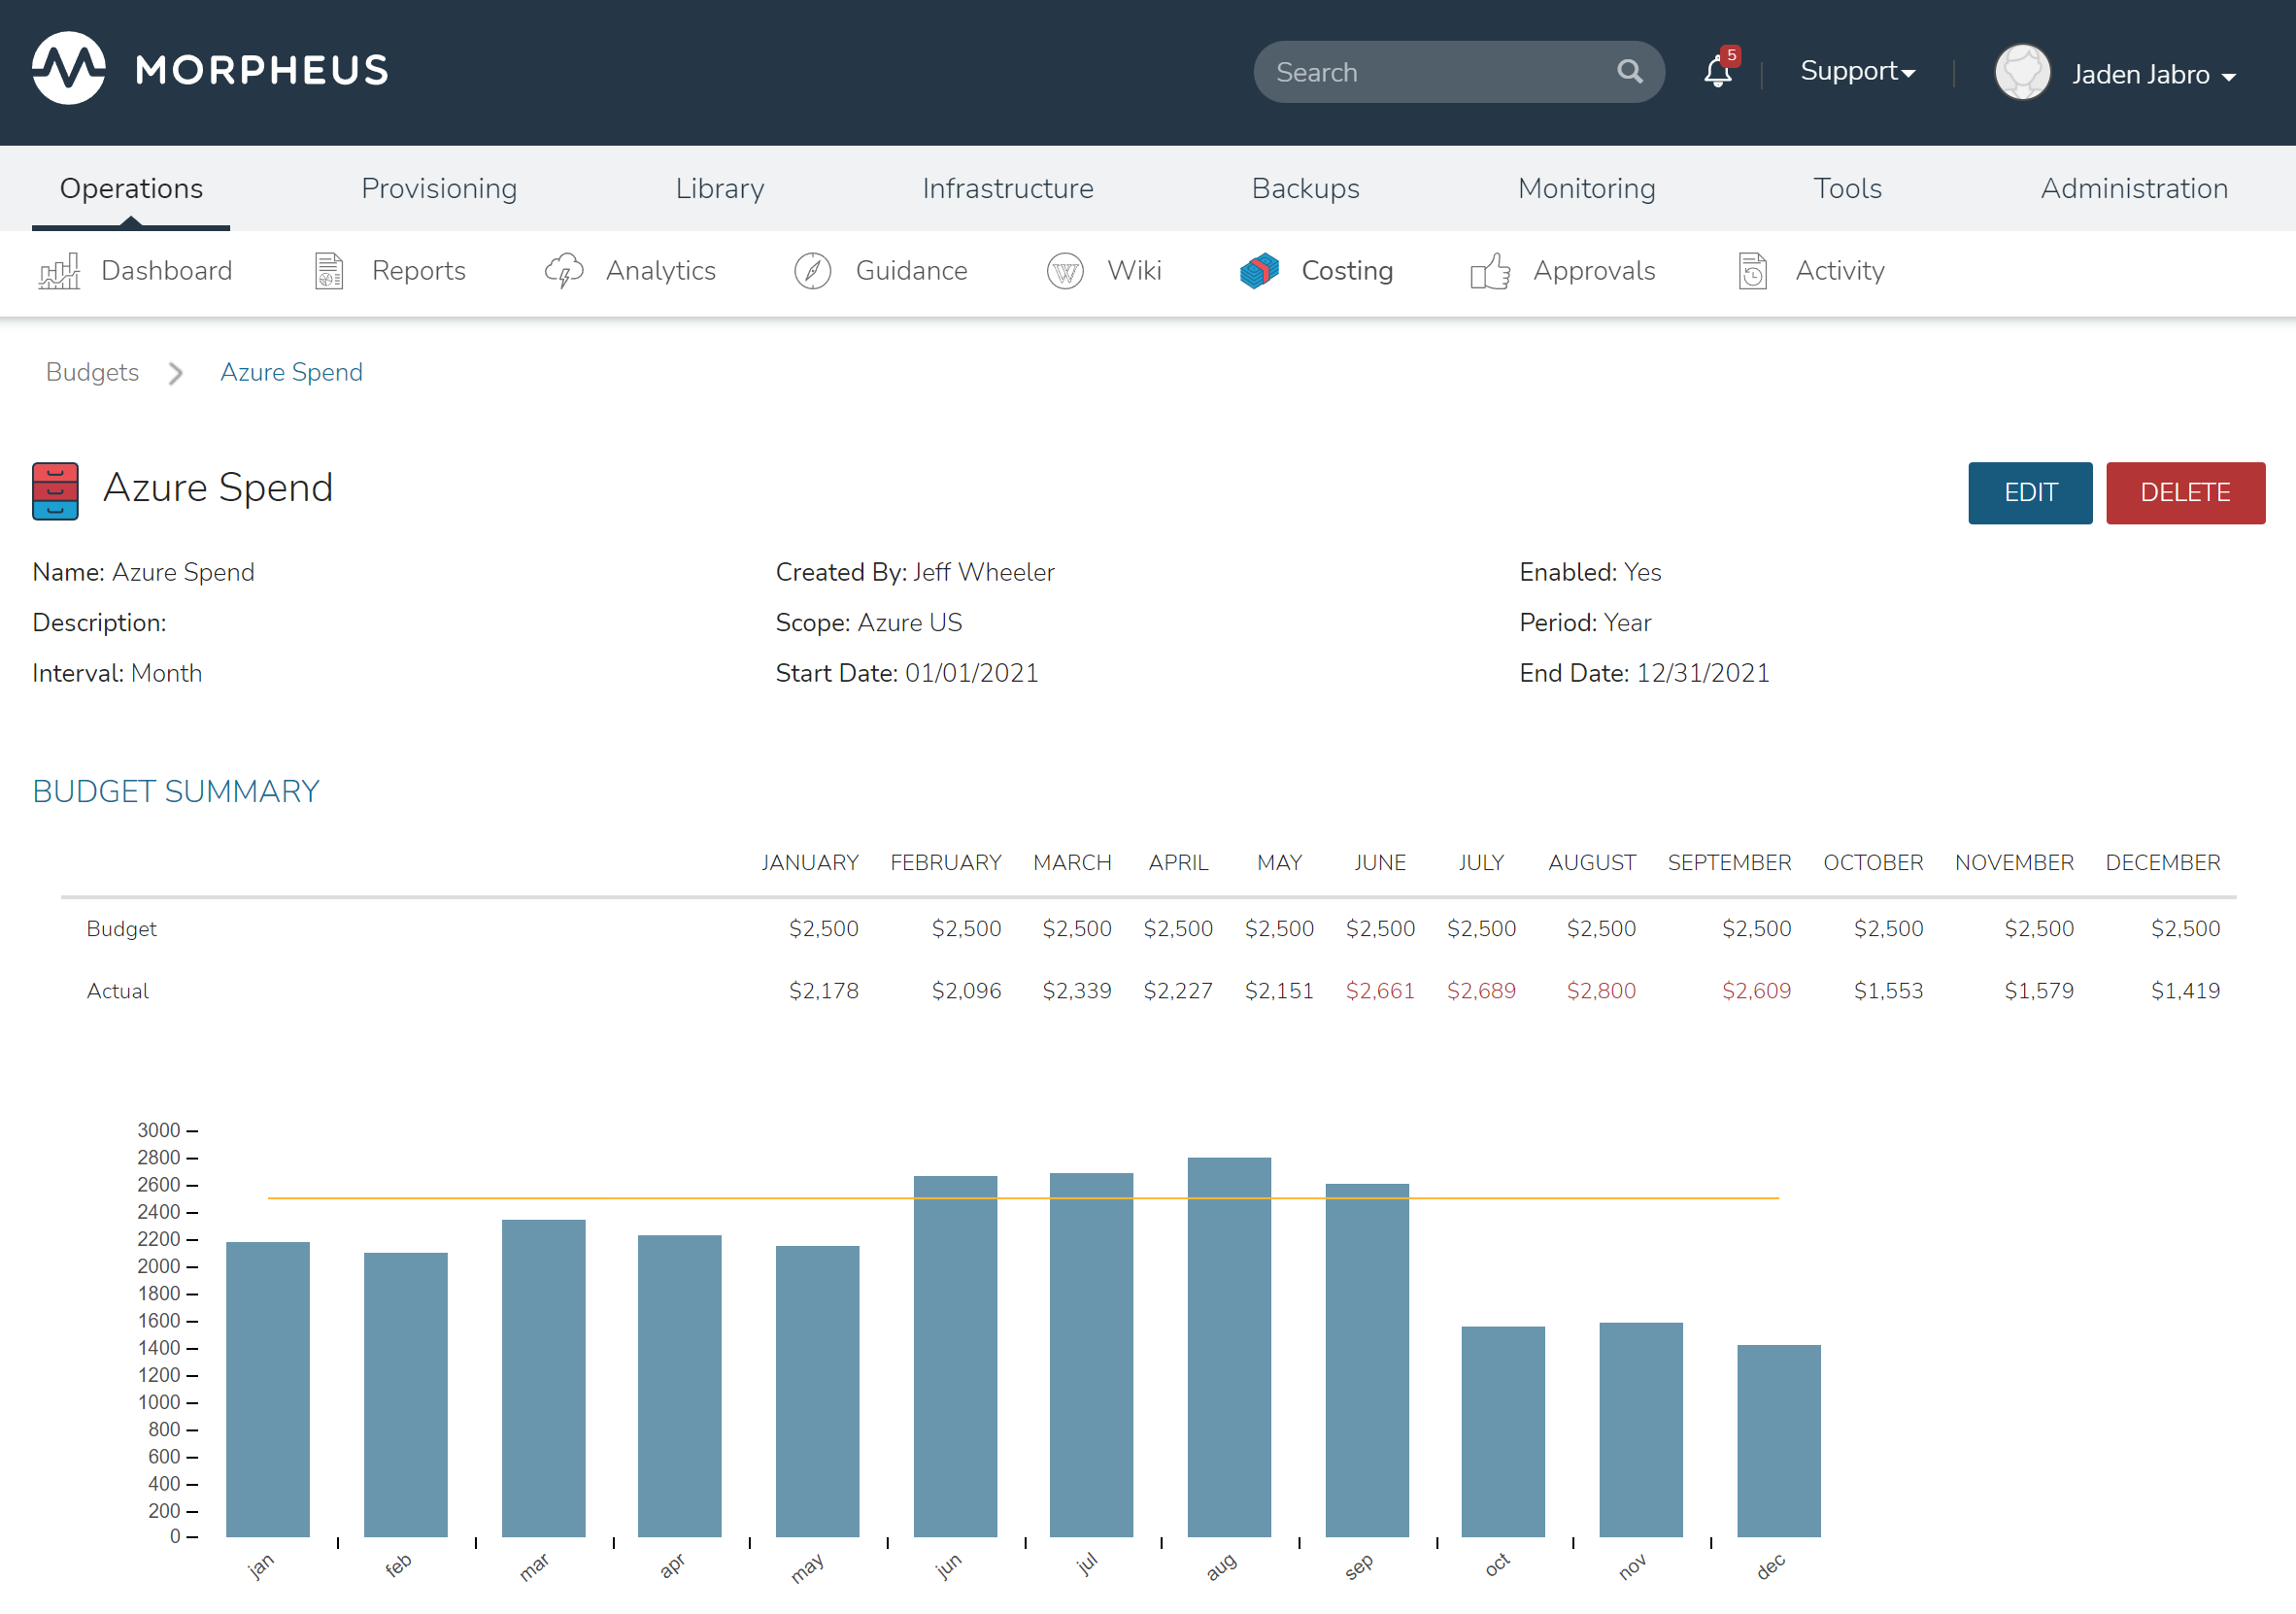 MORPHEUS
Search
5
Support
Jaden Jabro
Operations Provisioning Library Infrastructure Backups Monitoring Tools Administration
Dashboard Reports Analytics Guidance Wiki Costing Approvals Activity
Budgets Azure Spend
Azure Spend
EDIT DELETE
Name: Azure Spend Created By: Jeff Wheeler Enabled: Yes
Description: Scope: Azure US Period: Year
Interval: Month Start Date: 01/01/2021 End Date: 12/31/2021
BUDGET SUMMARY
JANUARY FEBRUARY MARCH APRIL MAY JUNE JULY AUGUST SEPTEMBER OCTOBER NOVEMBER DECEMBER
Budget $2,500 $2,500 $2,500 $2,500 $2,500 $2,500 $2,500 $2,500 $2,500 $2,500 $2,500 $2,500
Actual $2,178 $2,096 $2,339 $2,227 $2,151 $2,661 $2,689 $2,800 $2,609 $1,553 $1,579 $1,419
3000
2800
2600
2400
2200
2000
1800
1600
1400
1200
1000
800
600
400
200
0
jan feb mar apr may jun jul aug sep oct nov dec